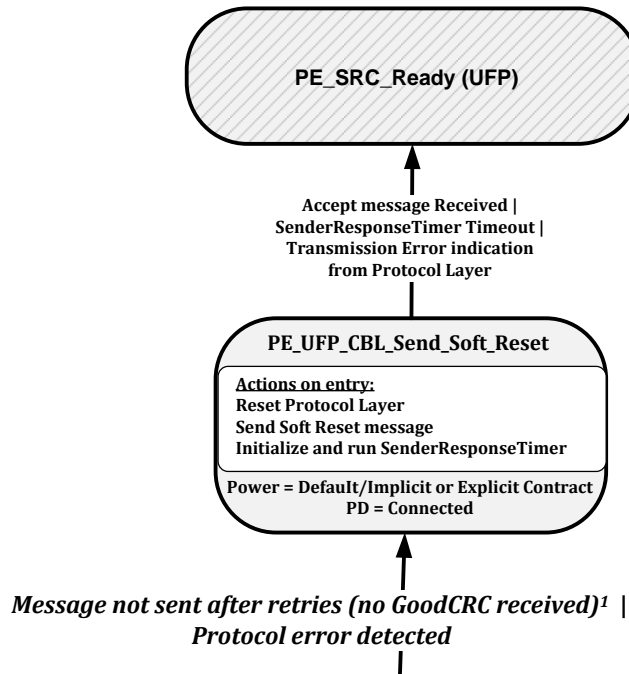 PE_SRC_Ready (UFP)
Accept message Received |
SenderResponseTimer Timeout |
Transmission Error indication
from Protocol Layer
PE_UFP_CBL_Send_Soft_Reset
Actions on entry:
Reset Protocol Layer
Send Soft Reset message
Initialize and run SenderResponseTimer
Power = Default/Implicit or Explicit Contract
PD = Connected
Message not sent after retries (no GoodCRC received)¹ |
Protocol error detected